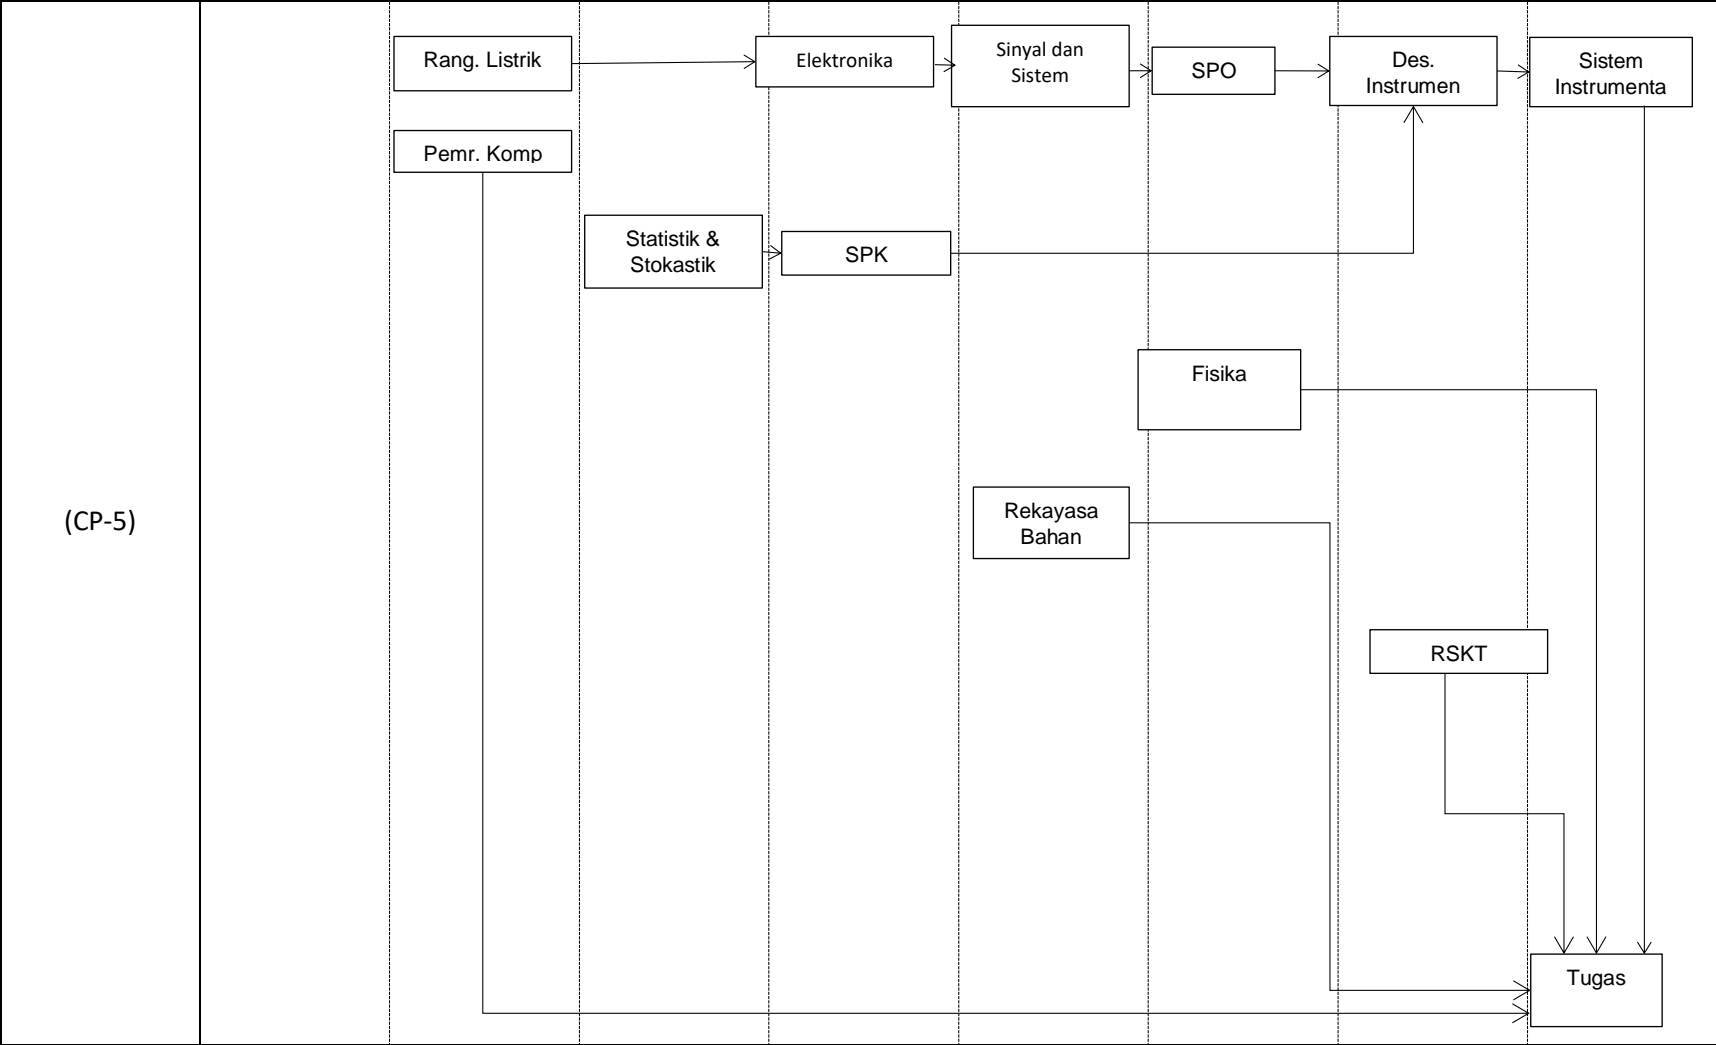 Rang. Listrik
Elektronika
Sinyal dan
Sistem
SPO
Des.
Instrumen
Sistem
Instrumenta
Pemr. Komp
Statistik &
Stokastik
SPK
Fisika
(CP-5)
Rekayasa
Bahan
RSKT
Tugas